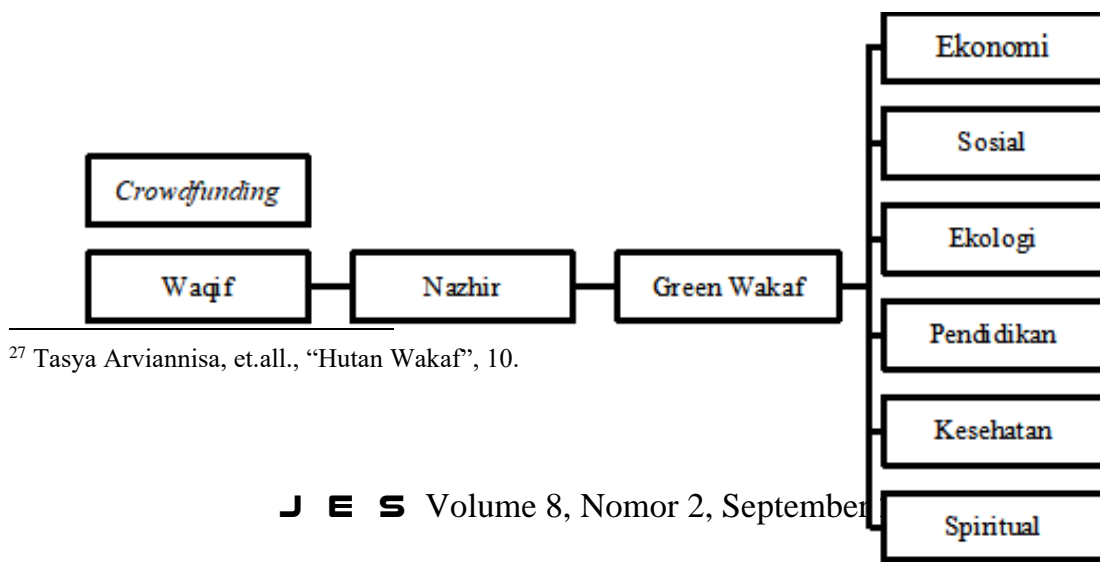 Ekonomi
Sosial
Crowdfunding
Ekologi
Waqif
Nazhir
Green Wakaf
Pendidikan
27 Tasya Arviannisa, et.all., “Hutan Wakaf”, 10.
Kesehatan
J E S Volume 8, Nomor 2, September
Spiritual